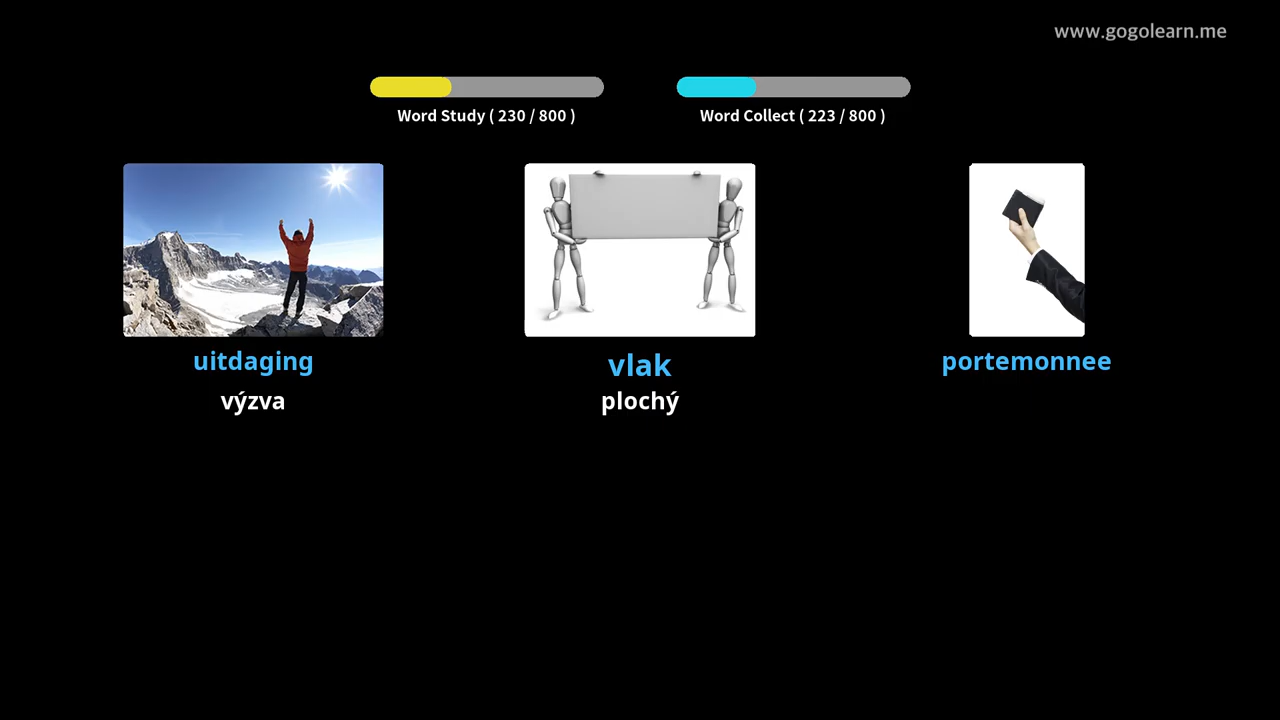 www.gogolearn.me
Word Study ( 230 / 800 )
Word Collect ( 223 / 800 )
uitdaging
výzva
vlak
plochý
portemonnee